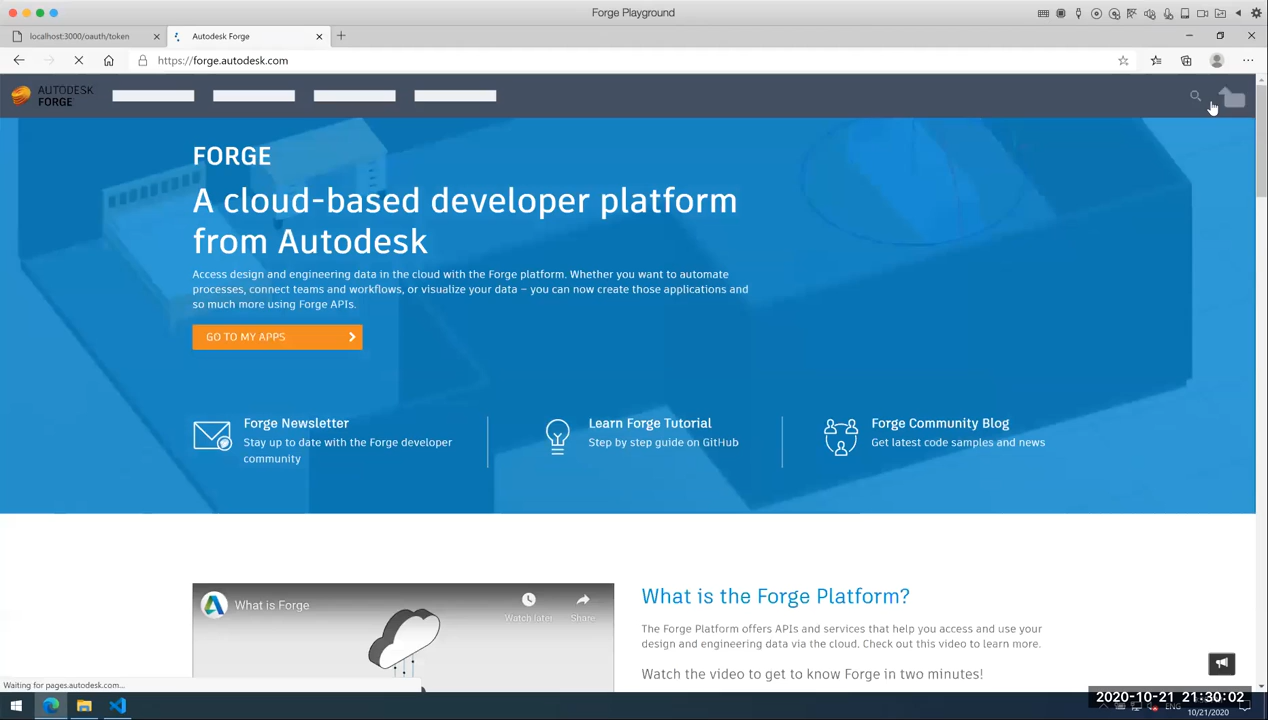 Forge Playground
localhost:3000/oauth/token
Autodesk Forge
https://forge.autodesk.com
AUTODESK
FORGE
FORGE
A cloud-based developer platform
from Autodesk
Access design and engineering data in the cloud with the Forge platform. Whether you want to automate
processes, connect teams and workflows, or visualize your data – you can now create those applications and
so much more using Forge APIs.
GO TO MY APPS
Forge Newsletter
Stay up to date with the Forge developer
community
Learn Forge Tutorial
Step by step guide on GitHub
Forge Community Blog
Get latest code samples and news
What is Forge
Watch later
Share
What is the Forge Platform?
The Forge Platform offers APIs and services that help you access and use your
design and engineering data via the cloud. Check out this video to learn more.
Watch the video to get to know Forge in two minutes!
Waiting for pages.autodesk.com...
2020-10-21 21:30:02
ENG
10/21/2020